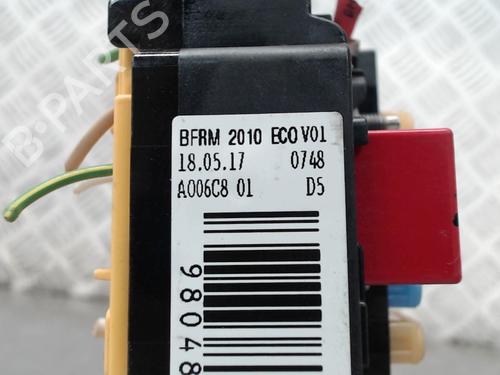 BFRM 2010 ECO V01
18.05.17 0748
A006C8 01 D5
98048
B-PARTS